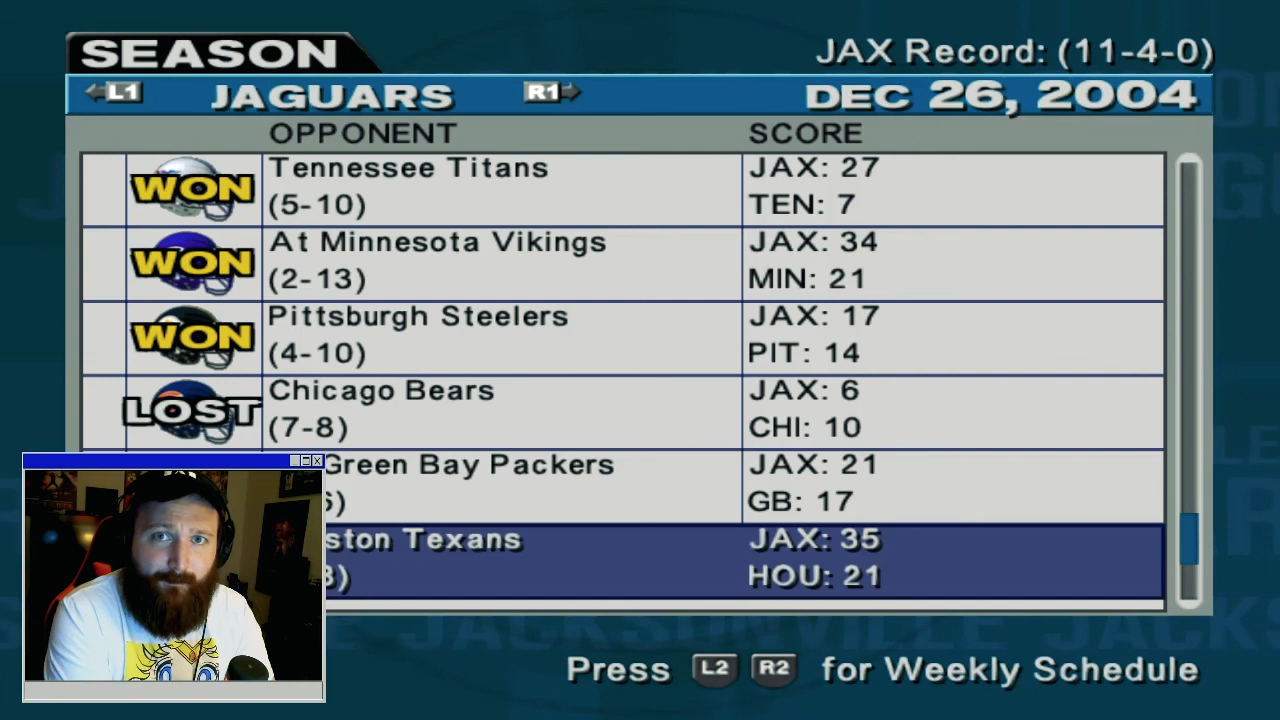 SEASON
JAX Record: (11-4-0)
L1 JAGUARS R1 DEC 26, 2004
OPPONENT SCORE
WON Tennessee Titans JAX: 27
(5-10) TEN: 7
WON At Minnesota Vikings JAX: 34
(2-13) MIN: 21
WON Pittsburgh Steelers JAX: 17
(4-10) PIT: 14
LOST Chicago Bears JAX: 6
(7-8) CHI: 10
Green Bay Packers JAX: 21
GB: 17
ston Texans JAX: 35
HOU: 21
Press L2 R2 for Weekly Schedule